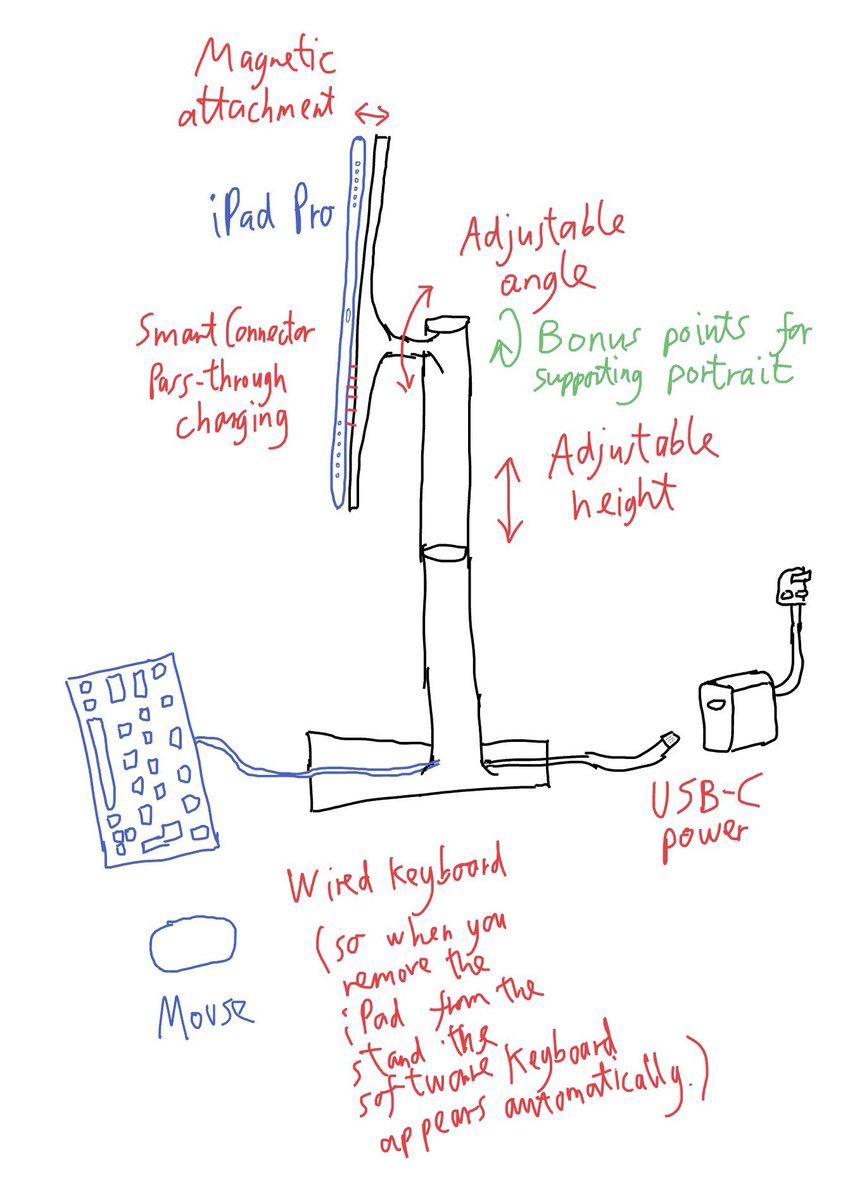 Magnetic
attachment
iPad Pro
Adjustable
angle
Bonus points for
supporting portrait
Smart Connector
Pass-through
charging
Adjustable
height
USB-C
power
Wired keyboard
(so when you
remove the
iPad from the
stand the
software keyboard
appears automatically.)
Mouse